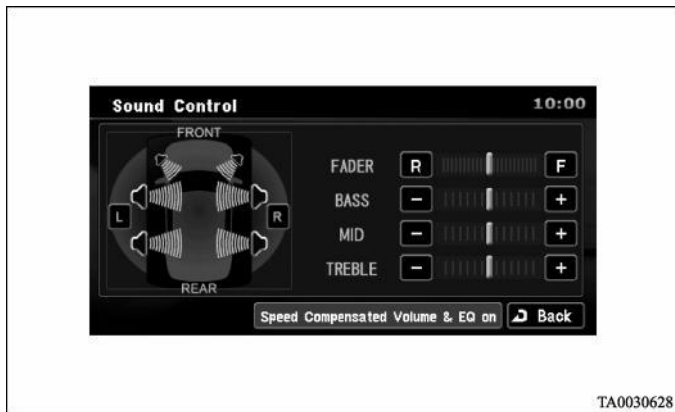 Sound Control 10:00
FRONT
FADER R F
BASS - +
L R
MID - +
TREBLE - +
REAR
Speed Compensated Volume & EQ on Back
TA0030628